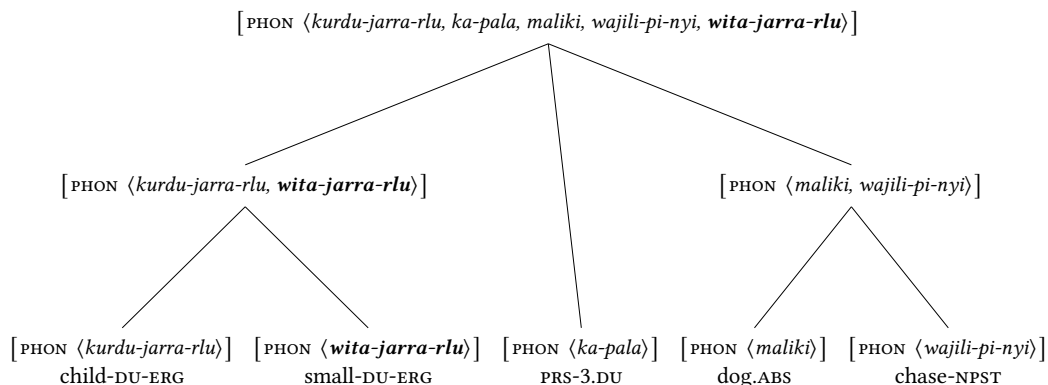 [PHON ⟨kurdu-jarra-rlu, ka-pala, maliki, wajili-pi-nyi, wita-jarra-rlu⟩]
[PHON ⟨kurdu-jarra-rlu, wita-jarra-rlu⟩] [PHON ⟨maliki, wajili-pi-nyi⟩]
[PHON ⟨kurdu-jarra-rlu⟩] [PHON ⟨wita-jarra-rlu⟩] [PHON ⟨ka-pala⟩] [PHON ⟨maliki⟩] [PHON ⟨wajili-pi-nyi⟩]
child-DU-ERG small-DU-ERG PRS-3.DU dog.ABS chase-NPST